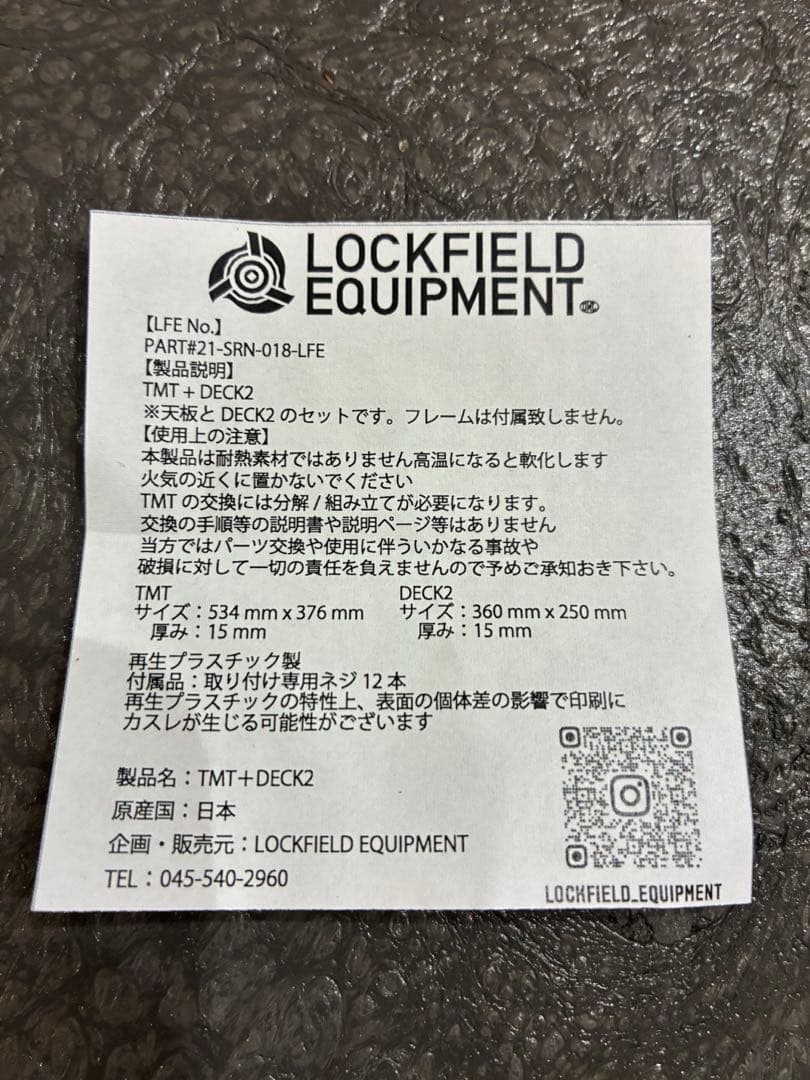 LOCKFIELD
EQUIPMENT
【LFE No.】
PART#21-SRN-018-LFE
【製品説明】
TMT + DECK2
※天板と DECK2 のセットです。フレームは付属致しません。
【使用上の注意】
本製品は耐熱素材ではありません高温になると軟化します
火気の近くに置かないでください
TMT の交換には分解 / 組み立てが必要になります。
交換の手順等の説明書や説明ページ等はありません
当方ではパーツ交換や使用に伴ういかなる事故や
破損に対して一切の責任を負えませんので予めご承知おき下さい。
TMT
サイズ：534 mm x 376 mm
厚み：15 mm
DECK2
サイズ：360 mm x 250 mm
厚み：15 mm
再生プラスチック製
付属品：取り付け専用ネジ 12 本
再生プラスチックの特性上、表面の個体差の影響で印刷に
カスレが生じる可能性がございます
製品名：TMT＋DECK2
原産国：日本
企画・販売元：LOCKFIELD EQUIPMENT
TEL：045-540-2960
LOCKFIELD_EQUIPMENT